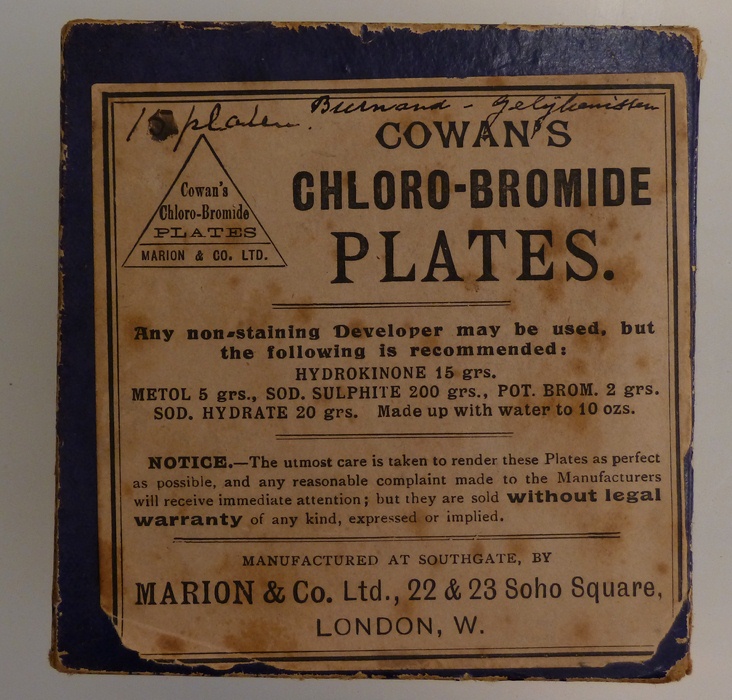 15 platen. Burnand -
COWAN'S
CHLORO-BROMIDE
PLATES.
Cowan's
Chloro-Bromide
PLATES
MARION & CO. LTD.
Any non-staining Developer may be used, but
the following is recommended:
HYDROKINONE 15 grs.
METOL 5 grs., SOD. SULPHITE 200 grs., POT. BROM. 2 grs.
SOD. HYDRATE 20 grs. Made up with water to 10 ozs.
NOTICE.—The utmost care is taken to render these Plates as perfect
as possible, and any reasonable complaint made to the Manufacturers
will receive immediate attention; but they are sold without legal
warranty of any kind, expressed or implied.
MANUFACTURED AT SOUTHGATE, BY
MARION & Co. Ltd., 22 & 23 Soho Square,
LONDON, W.